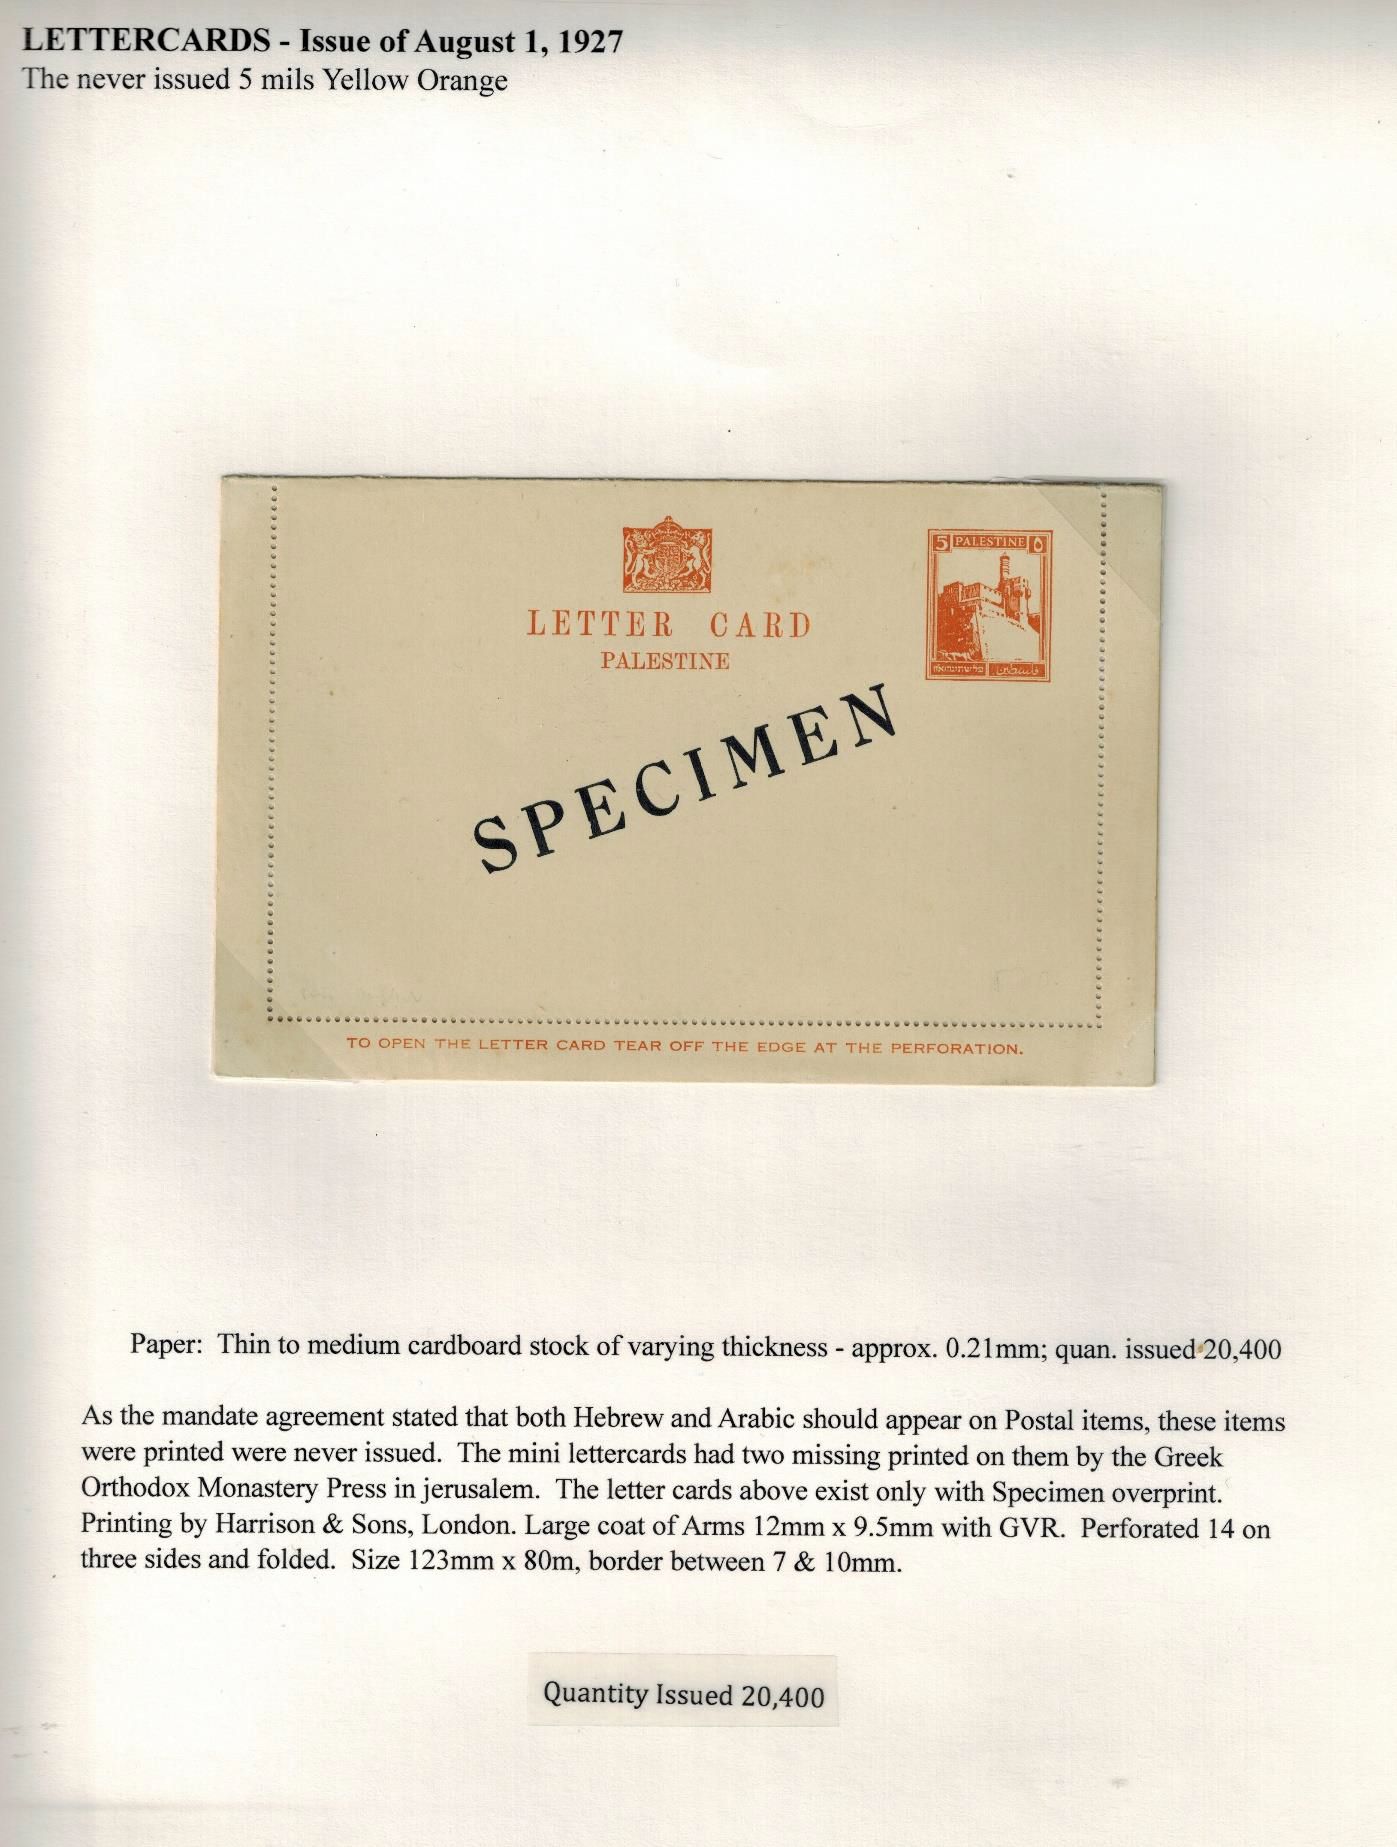 LETTERCARDS - Issue of August 1, 1927
The never issued 5 mils Yellow Orange
5 PALESTINE ٥
LETTER CARD
PALESTINE
פלשתינה א״י فلسطين
SPECIMEN
TO OPEN THE LETTER CARD TEAR OFF THE EDGE AT THE PERFORATION.
Paper: Thin to medium cardboard stock of varying thickness - approx. 0.21mm; quan. issued 20,400
As the mandate agreement stated that both Hebrew and Arabic should appear on Postal items, these items
were printed were never issued. The mini lettercards had two missing printed on them by the Greek
Orthodox Monastery Press in jerusalem. The letter cards above exist only with Specimen overprint.
Printing by Harrison & Sons, London. Large coat of Arms 12mm x 9.5mm with GVR. Perforated 14 on
three sides and folded. Size 123mm x 80m, border between 7 & 10mm.
Quantity Issued 20,400